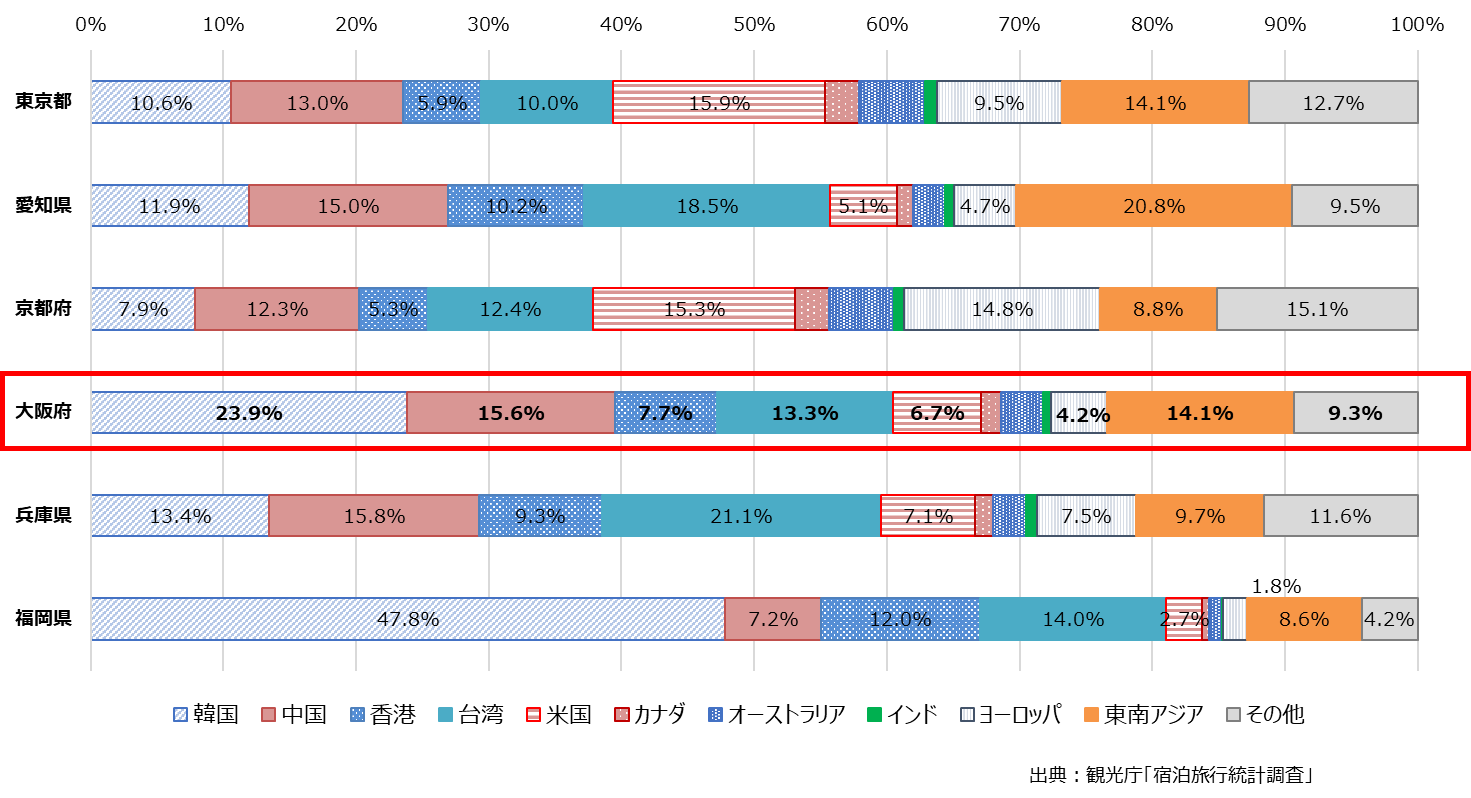 0% 10% 20% 30% 40% 50% 60% 70% 80% 90% 100%
東京都 10.6% 13.0% 5.9% 10.0% 15.9% 9.5% 14.1% 12.7%
愛知県 11.9% 15.0% 10.2% 18.5% 5.1% 4.7% 20.8% 9.5%
京都府 7.9% 12.3% 5.3% 12.4% 15.3% 14.8% 8.8% 15.1%
大阪府 23.9% 15.6% 7.7% 13.3% 6.7% 4.2% 14.1% 9.3%
兵庫県 13.4% 15.8% 9.3% 21.1% 7.1% 7.5% 9.7% 11.6%
1.8%
福岡県 47.8% 7.2% 12.0% 14.0% 2.7% 8.6% 4.2%
韓国 中国 香港 台湾 米国 カナダ オーストラリア インド ヨーロッパ 東南アジア その他
出典：観光庁「宿泊旅行統計調査」